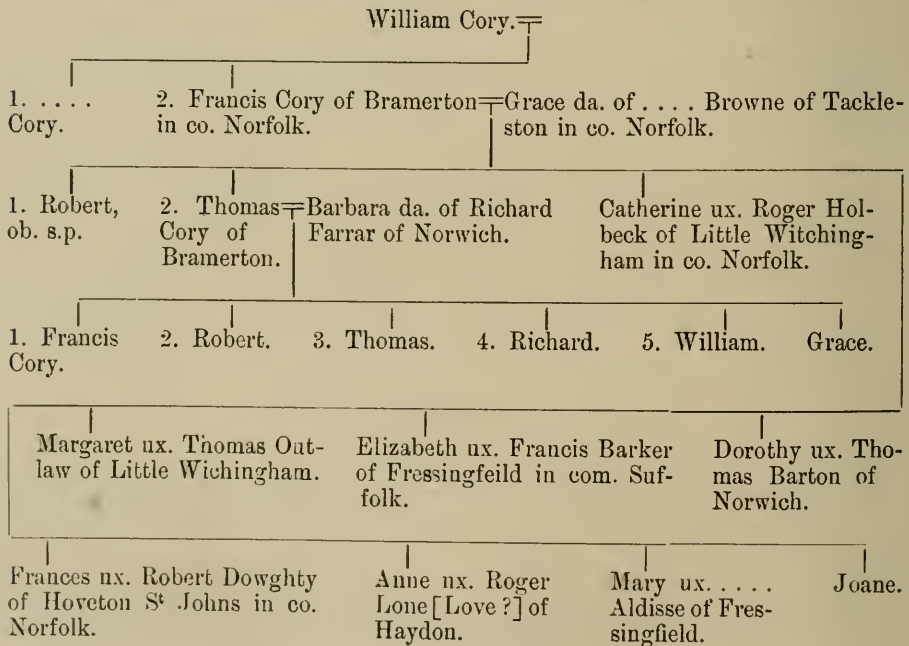 William Cory.
1. . . . .
Cory.
2. Francis Cory of Bramerton
in co. Norfolk.
Grace da. of . . . . Browne of Tackle-
ston in co. Norfolk.
1. Robert,
ob. s.p.
2. Thomas
Cory of
Bramerton.
Barbara da. of Richard
Farrar of Norwich.
Catherine ux. Roger Hol-
beck of Little Witching-
ham in co. Norfolk.
1. Francis
Cory.
2. Robert.
3. Thomas.
4. Richard.
5. William.
Grace.
Margaret ux. Thomas Out-
law of Little Wichingham.
Elizabeth ux. Francis Barker
of Fressingfeild in com. Suf-
folk.
Dorothy ux. Tho-
mas Barton of
Norwich.
Frances ux. Robert Dowghty
of Hoveton St Johns in co.
Norfolk.
Anne ux. Roger
Lone [Love ?] of
Haydon.
Mary ux. . . . .
Aldisse of Fres-
singfield.
Joane.